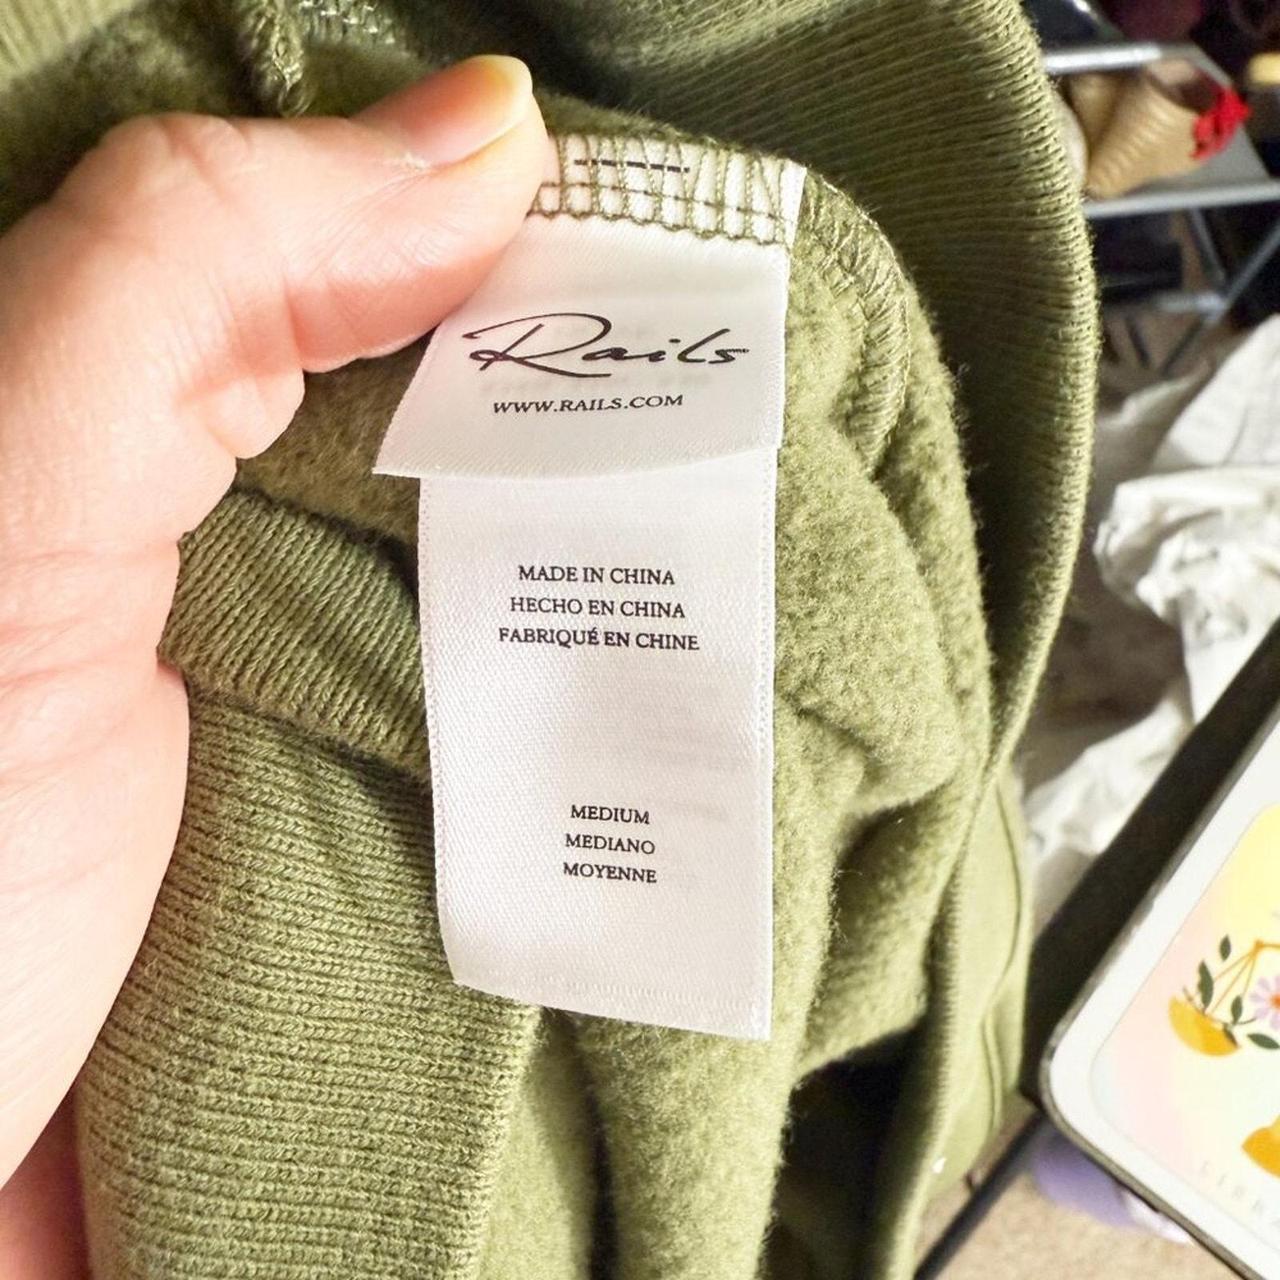 Rails
WWW.RAILS.COM
MADE IN CHINA
HECHO EN CHINA
FABRIQUÉ EN CHINE
MEDIUM
MEDIANO
MOYENNE